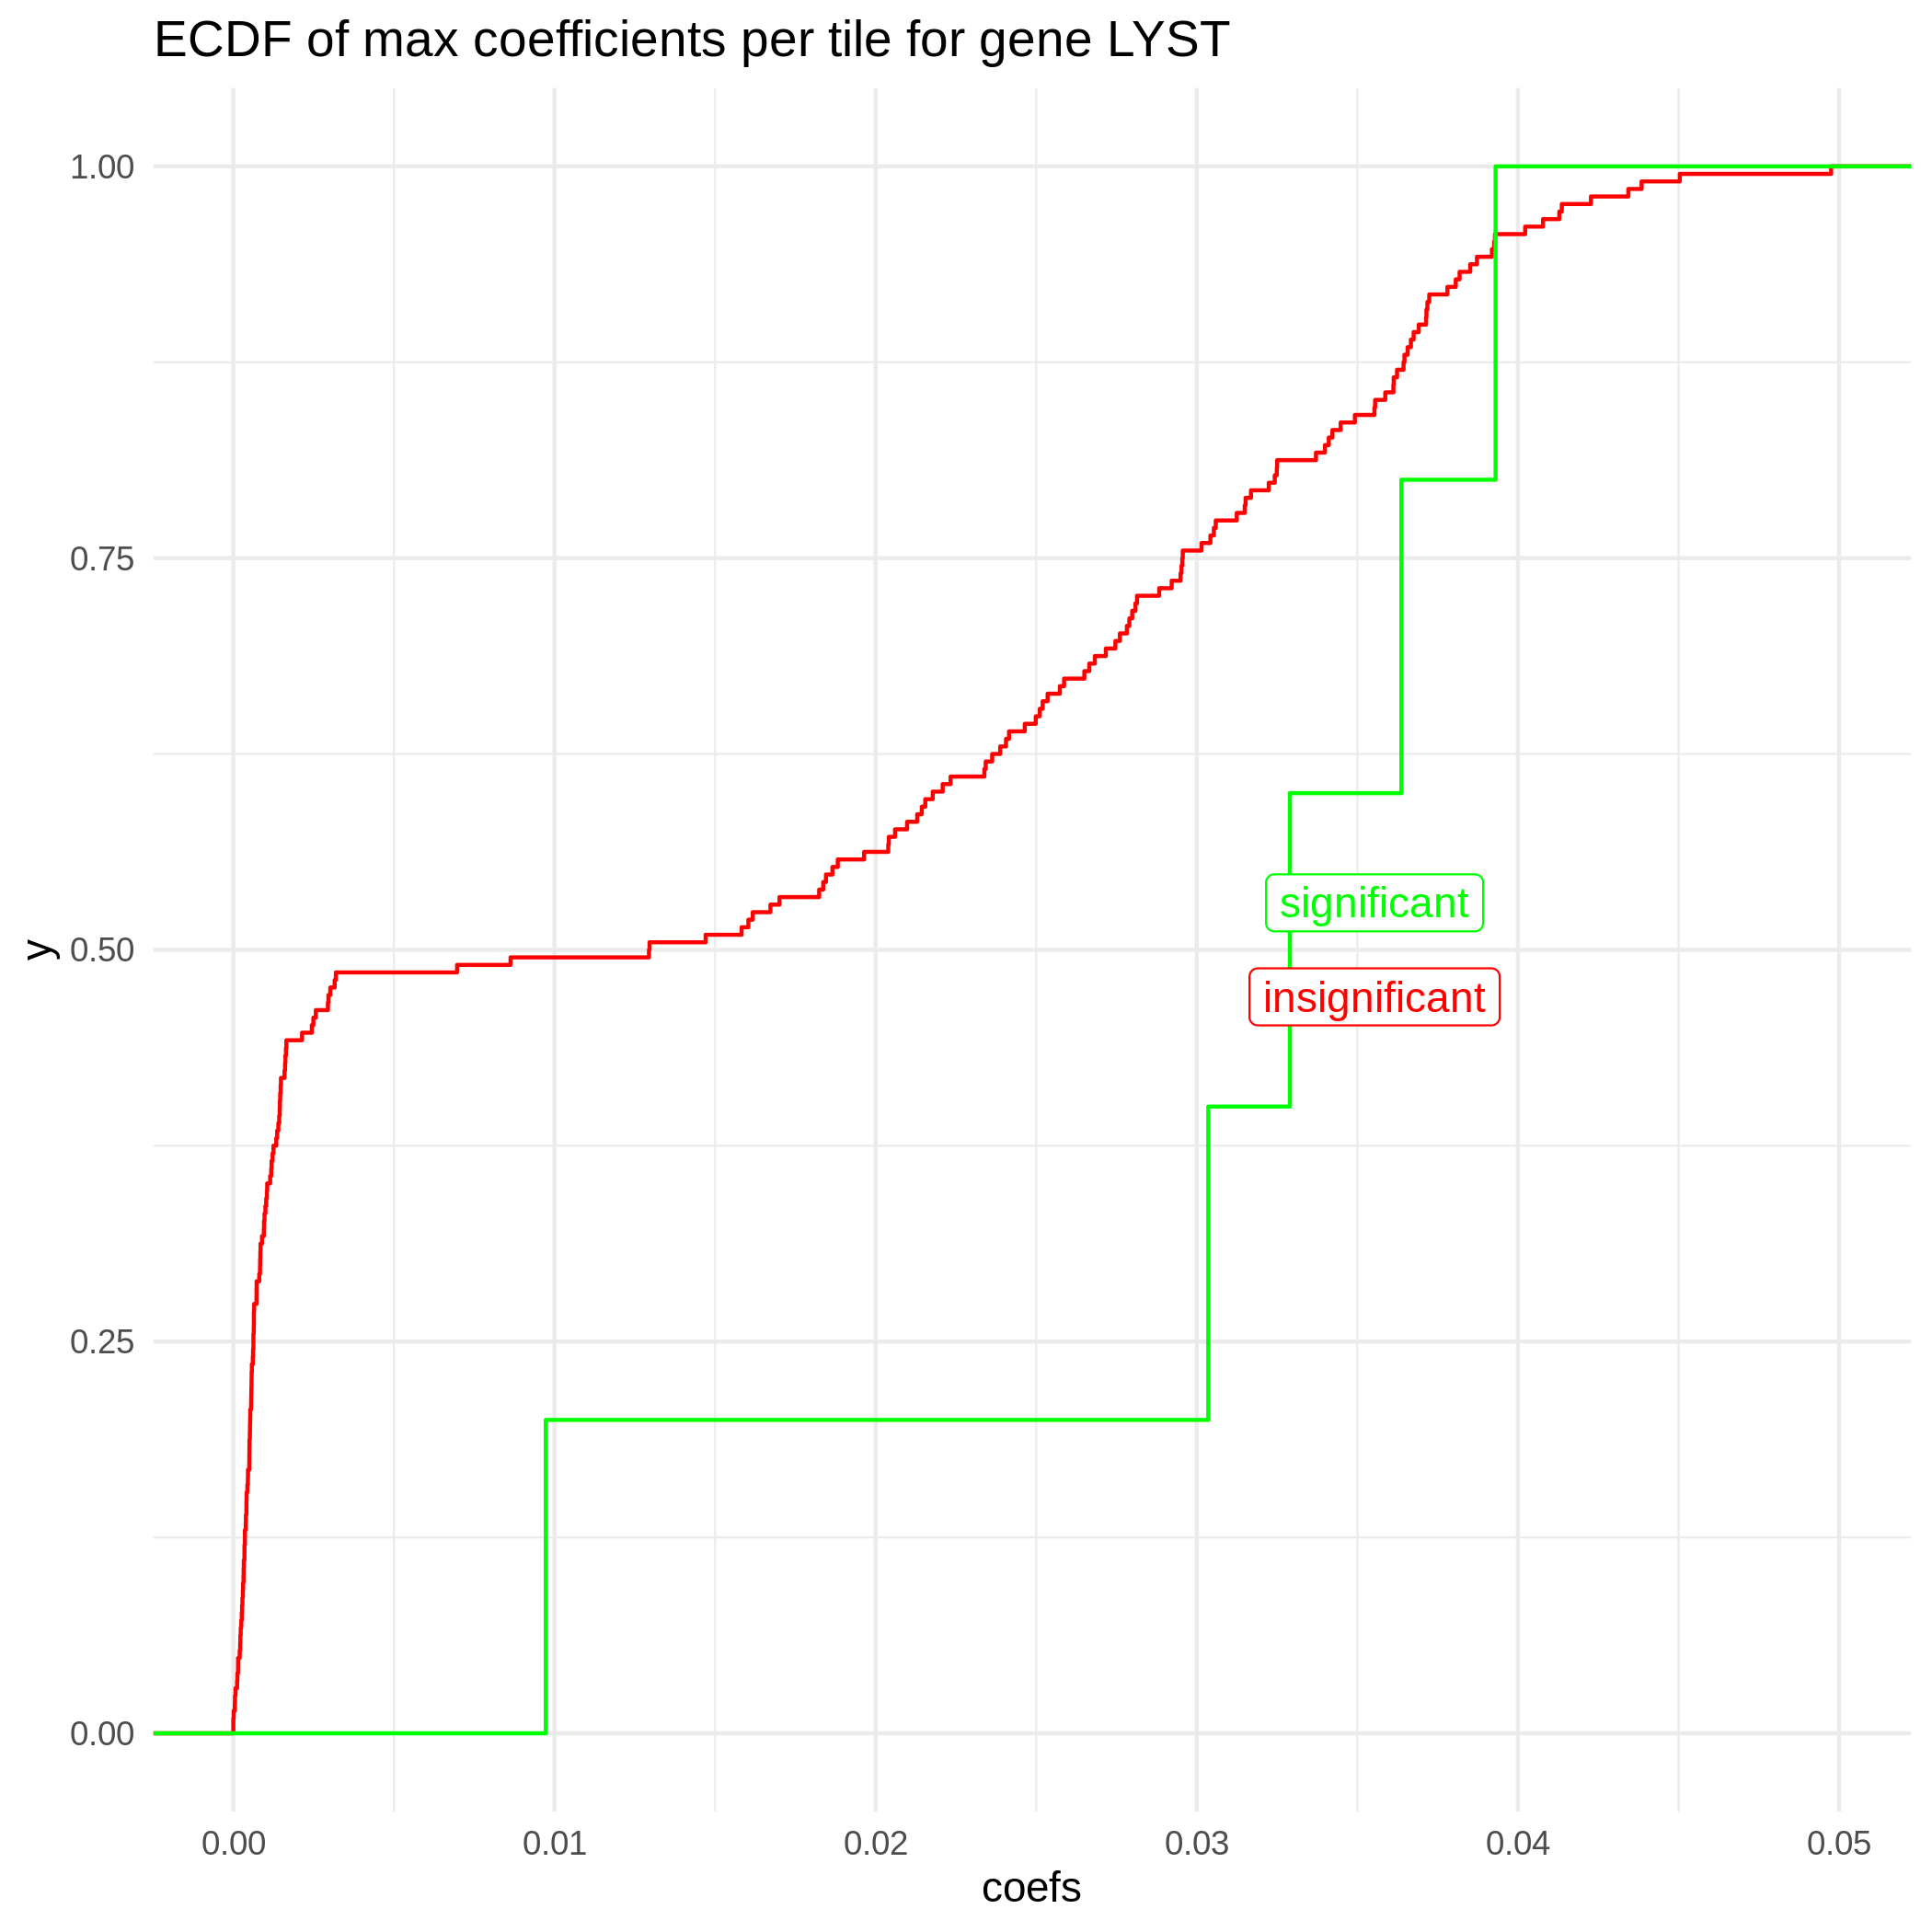 ECDF of max coefficients per tile for gene LYST
1.00
0.75
0.50
0.25
0.00
y
significant
insignificant
0.00 0.01 0.02 0.03 0.04 0.05
coefs